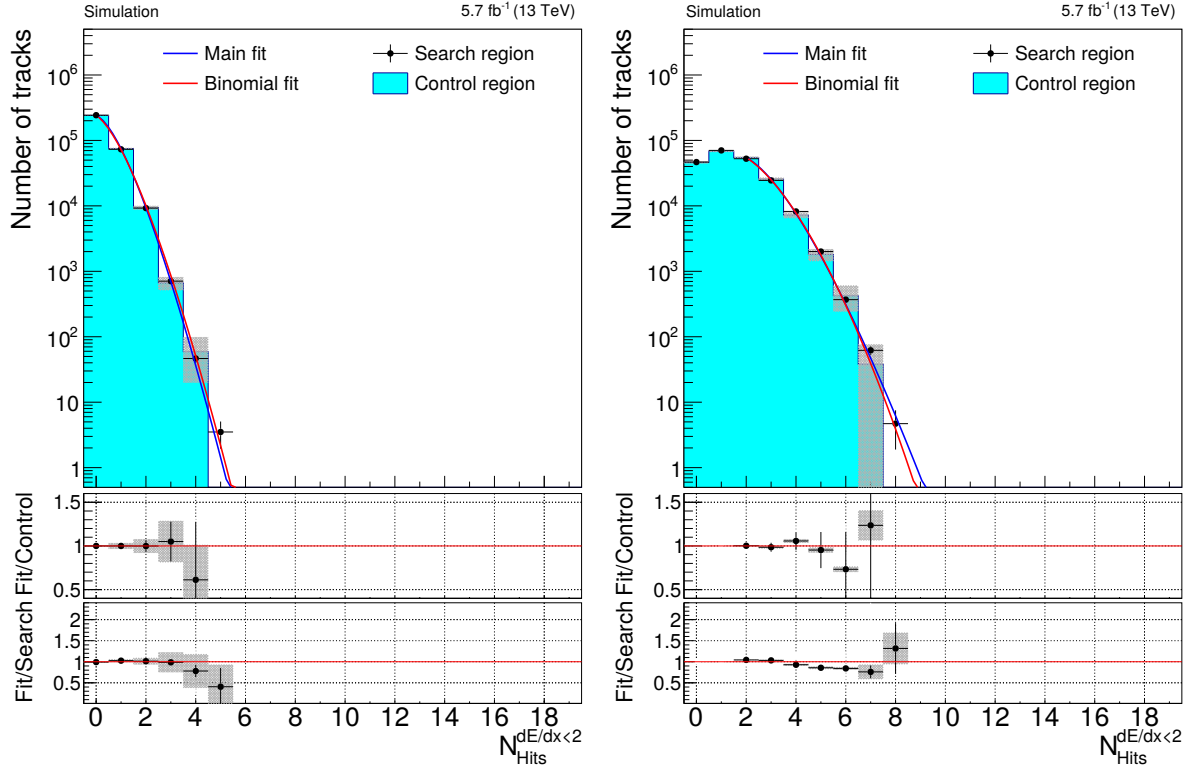 Simulation 5.7 fb⁻¹ (13 TeV)
Number of tracks
Main fit
Binomial fit
Search region
Control region
10⁶
10⁵
10⁴
10³
10²
10
1
Fit/Control
1.5
1
0.5
Fit/Search
2
1.5
1
0.5
0 2 4 6 8 10 12 14 16 18
N_Hits^dE/dx<2
Simulation 5.7 fb⁻¹ (13 TeV)
Number of tracks
Main fit
Binomial fit
Search region
Control region
10⁶
10⁵
10⁴
10³
10²
10
1
Fit/Control
1.5
1
0.5
Fit/Search
2
1.5
1
0.5
0 2 4 6 8 10 12 14 16 18
N_Hits^dE/dx<2